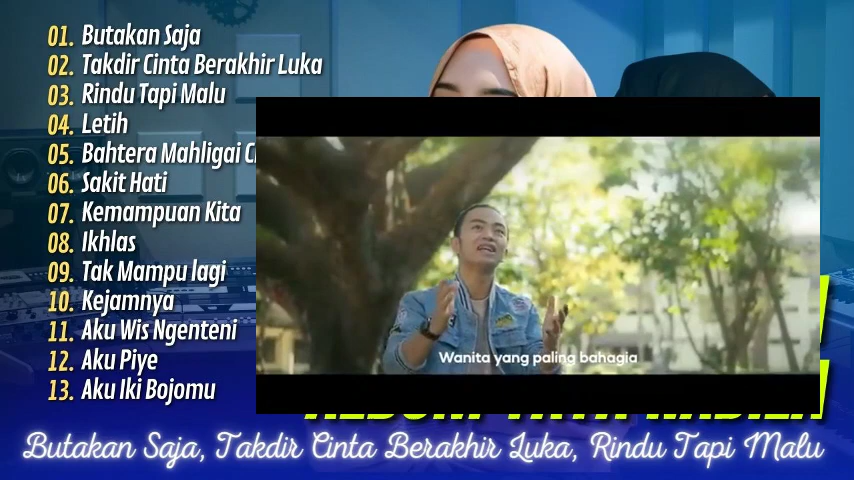 01. Butakan Saja
02. Takdir Cinta Berakhir Luka
03. Rindu Tapi Malu
04. Letih
05. Bahtera Mahligai
06. Sakit Hati
07. Kemampuan Kita
08. Ikhlas
09. Tak Mampu lagi
10. Kejamnya
11. Aku Wis Ngenteni
12. Aku Piye
13. Aku Iki Bojomu
Wanita yang paling bahagia
Butakan Saja, Takdir Cinta Berakhir Luka, Rindu Tapi Malu